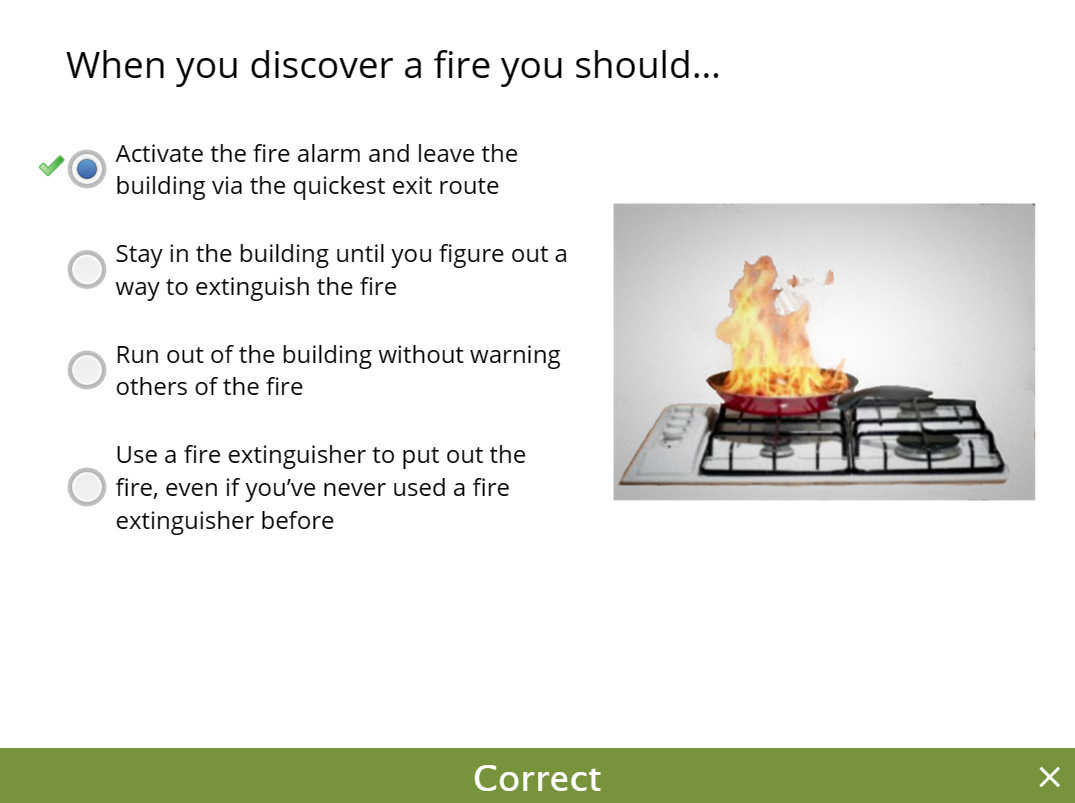 When you discover a fire you should...
Activate the fire alarm and leave the
building via the quickest exit route
Stay in the building until you figure out a
way to extinguish the fire
Run out of the building without warning
others of the fire
Use a fire extinguisher to put out the
fire, even if you’ve never used a fire
extinguisher before
Correct